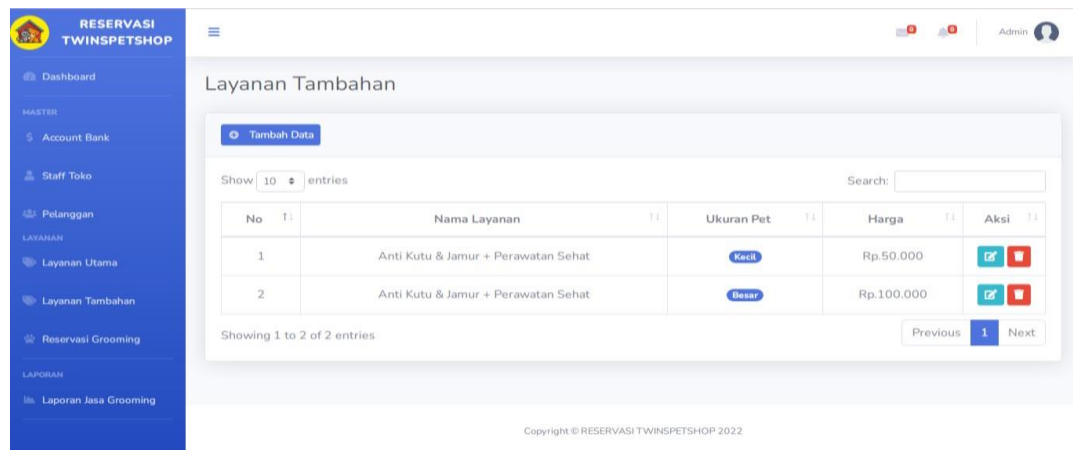 RESERVASI
TWINSPETSHOP
0
0
Admin
Dashboard
MASTER
Account Bank
Staff Toko
Pelanggan
LAYANAN
Layanan Utama
Layanan Tambahan
Reservasi Grooming
LAPORAN
Laporan Jasa Grooming
Layanan Tambahan
Tambah Data
Show 10 entries
Search:
No Nama Layanan Ukuran Pet Harga Aksi
1 Anti Kutu & Jamur + Perawatan Sehat Kecil Rp.50.000
2 Anti Kutu & Jamur + Perawatan Sehat Besar Rp.100.000
Showing 1 to 2 of 2 entries
Previous 1 Next
Copyright © RESERVASI TWINSPETSHOP 2022